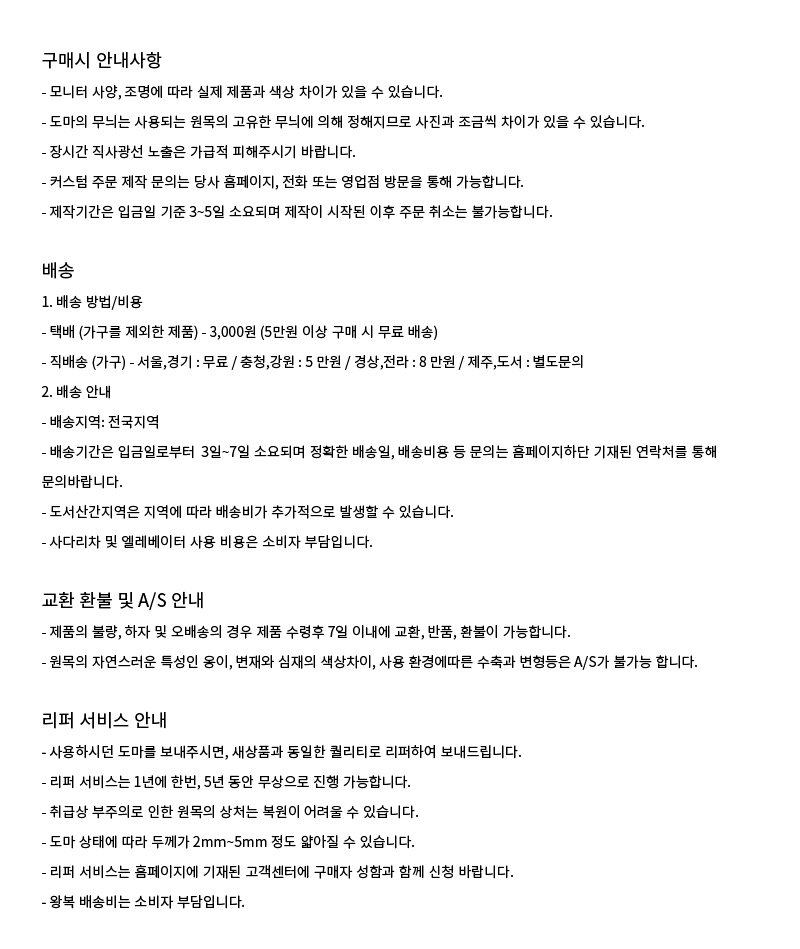 구매시 안내사항
- 모니터 사양, 조명에 따라 실제 제품과 색상 차이가 있을 수 있습니다.
- 도마의 무늬는 사용되는 원목의 고유한 무늬에 의해 정해지므로 사진과 조금씩 차이가 있을 수 있습니다.
- 장시간 직사광선 노출은 가급적 피해주시기 바랍니다.
- 커스텀 주문 제작 문의는 당사 홈페이지, 전화 또는 영업점 방문을 통해 가능합니다.
- 제작기간은 입금일 기준 3~5일 소요되며 제작이 시작된 이후 주문 취소는 불가능합니다.
배송
1. 배송 방법/비용
- 택배 (가구를 제외한 제품) - 3,000원 (5만원 이상 구매 시 무료 배송)
- 직배송 (가구) - 서울,경기 : 무료 / 충청,강원 : 5 만원 / 경상,전라 : 8 만원 / 제주,도서 : 별도문의
2. 배송 안내
- 배송지역: 전국지역
- 배송기간은 입금일로부터  3일~7일 소요되며 정확한 배송일, 배송비용 등 문의는 홈페이지하단 기재된 연락처를 통해
문의바랍니다.
- 도서산간지역은 지역에 따라 배송비가 추가적으로 발생할 수 있습니다.
- 사다리차 및 엘레베이터 사용 비용은 소비자 부담입니다.
교환 환불 및 A/S 안내
- 제품의 불량, 하자 및 오배송의 경우 제품 수령후 7일 이내에 교환, 반품, 환불이 가능합니다.
- 원목의 자연스러운 특성인 옹이, 변재와 심재의 색상차이, 사용 환경에따른 수축과 변형등은 A/S가 불가능 합니다.
리퍼 서비스 안내
- 사용하시던 도마를 보내주시면, 새상품과 동일한 퀄리티로 리퍼하여 보내드립니다.
- 리퍼 서비스는 1년에 한번, 5년 동안 무상으로 진행 가능합니다.
- 취급상 부주의로 인한 원목의 상처는 복원이 어려울 수 있습니다.
- 도마 상태에 따라 두께가 2mm~5mm 정도 얇아질 수 있습니다.
- 리퍼 서비스는 홈페이지에 기재된 고객센터에 구매자 성함과 함께 신청 바랍니다.
- 왕복 배송비는 소비자 부담입니다.